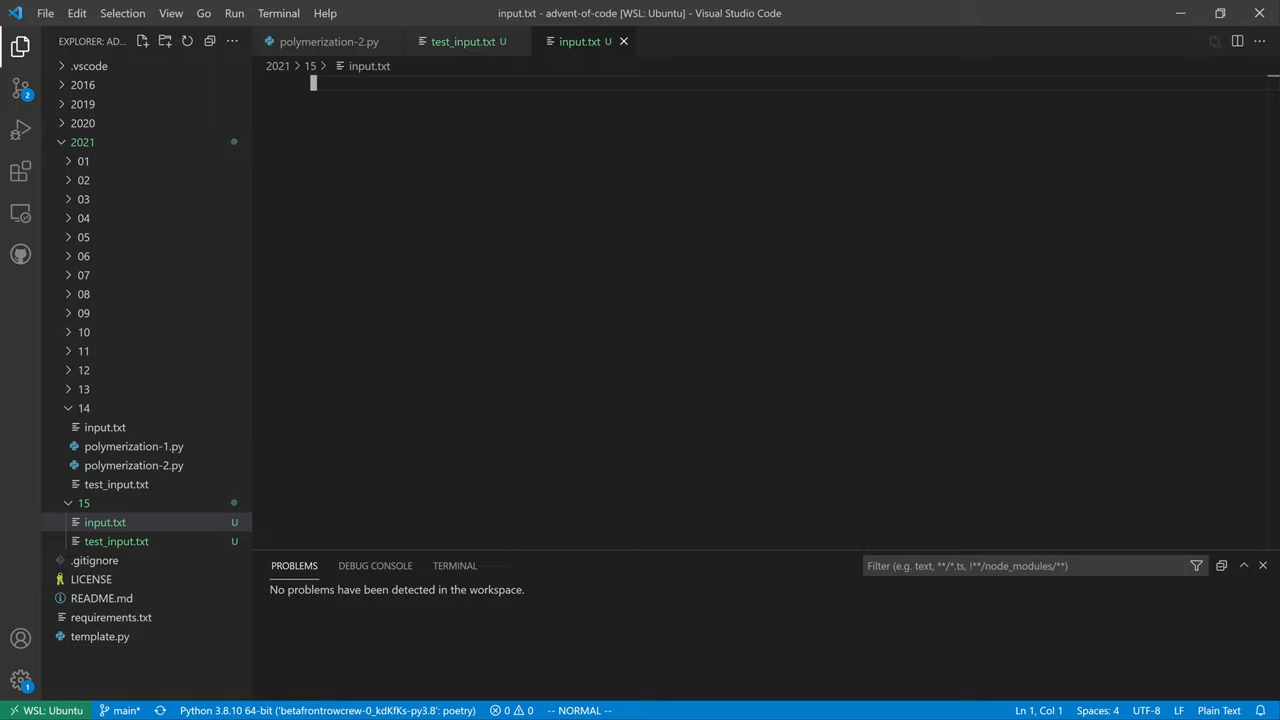 File Edit Selection View Go Run Terminal Help input.txt - advent-of-code [WSL: Ubuntu] - Visual Studio Code
EXPLORER: AD... polymerization-2.py test_input.txt U input.txt U
2021 > 15 > input.txt
.vscode
2016
2019
2020
2021
01
02
03
04
05
06
07
08
09
10
11
12
13
14
input.txt
polymerization-1.py
polymerization-2.py
test_input.txt
15
input.txt U
test_input.txt U
.gitignore
LICENSE
README.md
requirements.txt
template.py
2
1
PROBLEMS DEBUG CONSOLE TERMINAL Filter (e.g. text, **/*.ts, !**/node_modules/**)
No problems have been detected in the workspace.
WSL: Ubuntu main* Python 3.8.10 64-bit ('betafrontrowcrew-0_kdKfKs-py3.8': poetry) 0 0 -- NORMAL -- Ln 1, Col 1 Spaces: 4 UTF-8 LF Plain Text